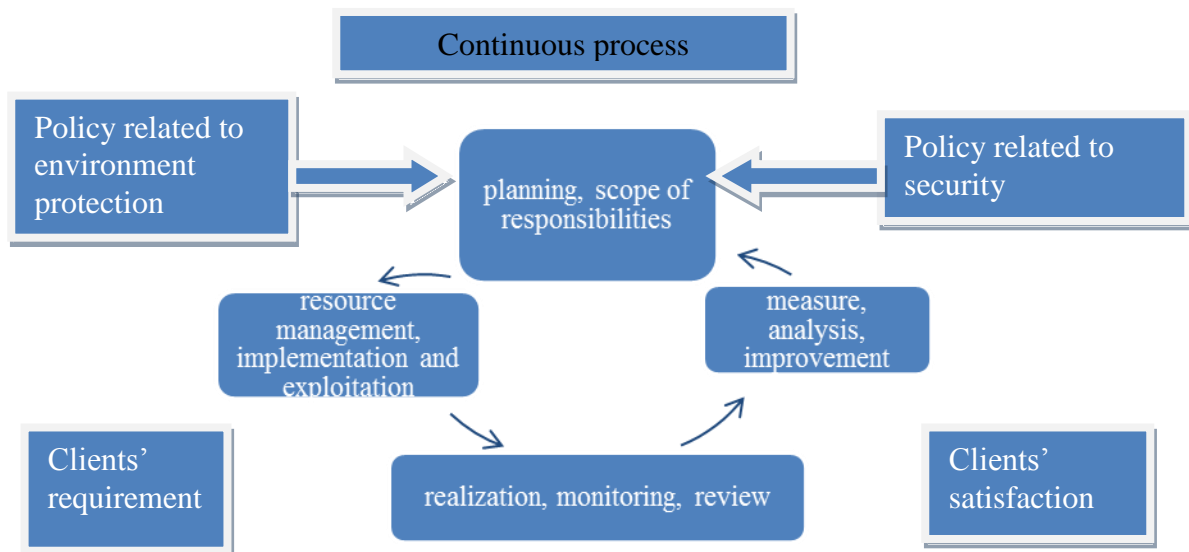 Continuous process
Policy related to
environment
protection
planning, scope of
responsibilities
Policy related to
security
resource
management,
implementation and
exploitation
measure,
analysis,
improvement
Clients’
requirement
realization, monitoring, review
Clients’
satisfaction